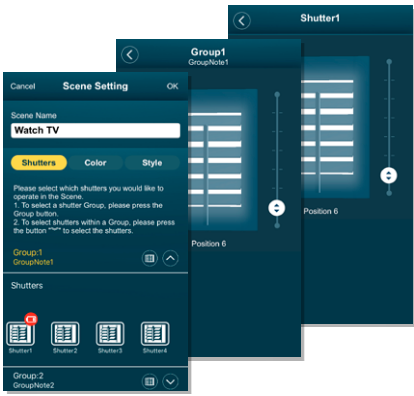 Shutter1
Position 6
Group1
GroupNote1
Position 6
Cancel Scene Setting OK
Scene Name
Watch TV
Shutters Color Style
Please select which shutters you would like to
operate in the Scene.
1. To select a shutter Group, please press the
Group button.
2. To select shutters within a Group, please press
the button "﹀" to select the shutters.
Group:1
GroupNote1
Shutters
Shutter1 Shutter2 Shutter3 Shutter4
Group:2
GroupNote2